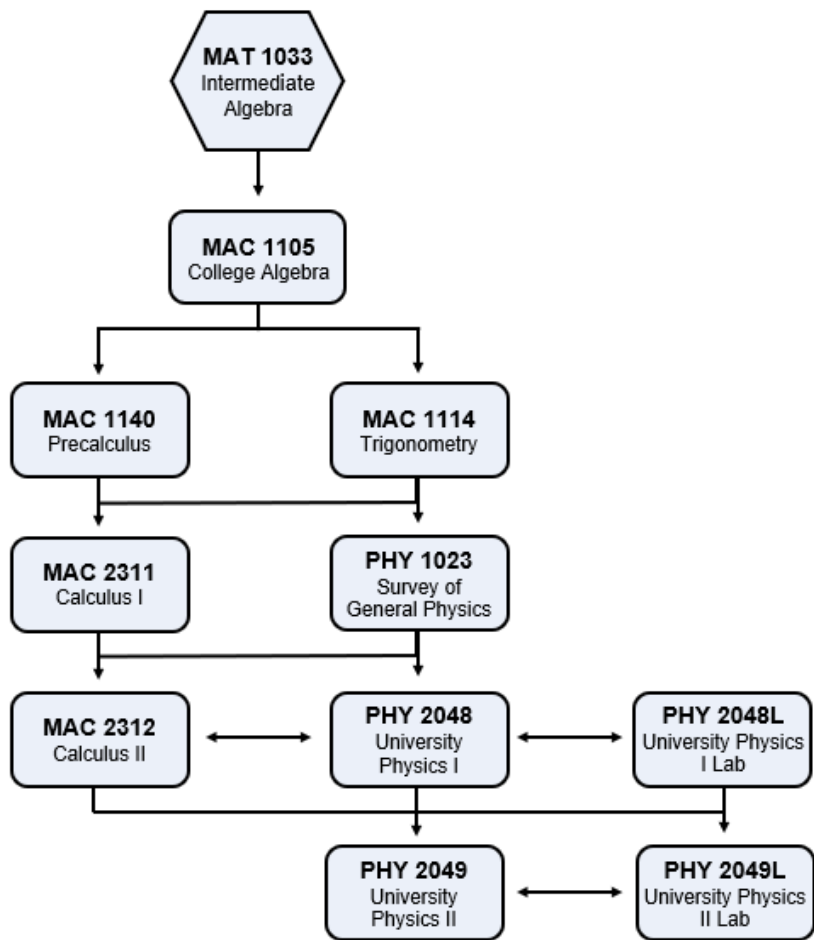 MAT 1033
Intermediate
Algebra
MAC 1105
College Algebra
MAC 1140
Precalculus
MAC 1114
Trigonometry
MAC 2311
Calculus I
PHY 1023
Survey of
General Physics
MAC 2312
Calculus II
PHY 2048
University
Physics I
PHY 2048L
University Physics
I Lab
PHY 2049
University
Physics II
PHY 2049L
University Physics
II Lab